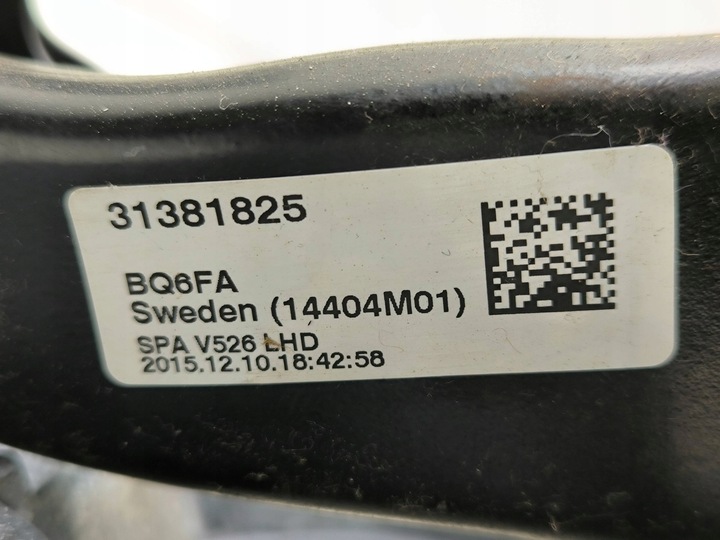 31381825
BQ6FA
Sweden (14404M01)
SPA V526 LHD
2015.12.10.18:42:58